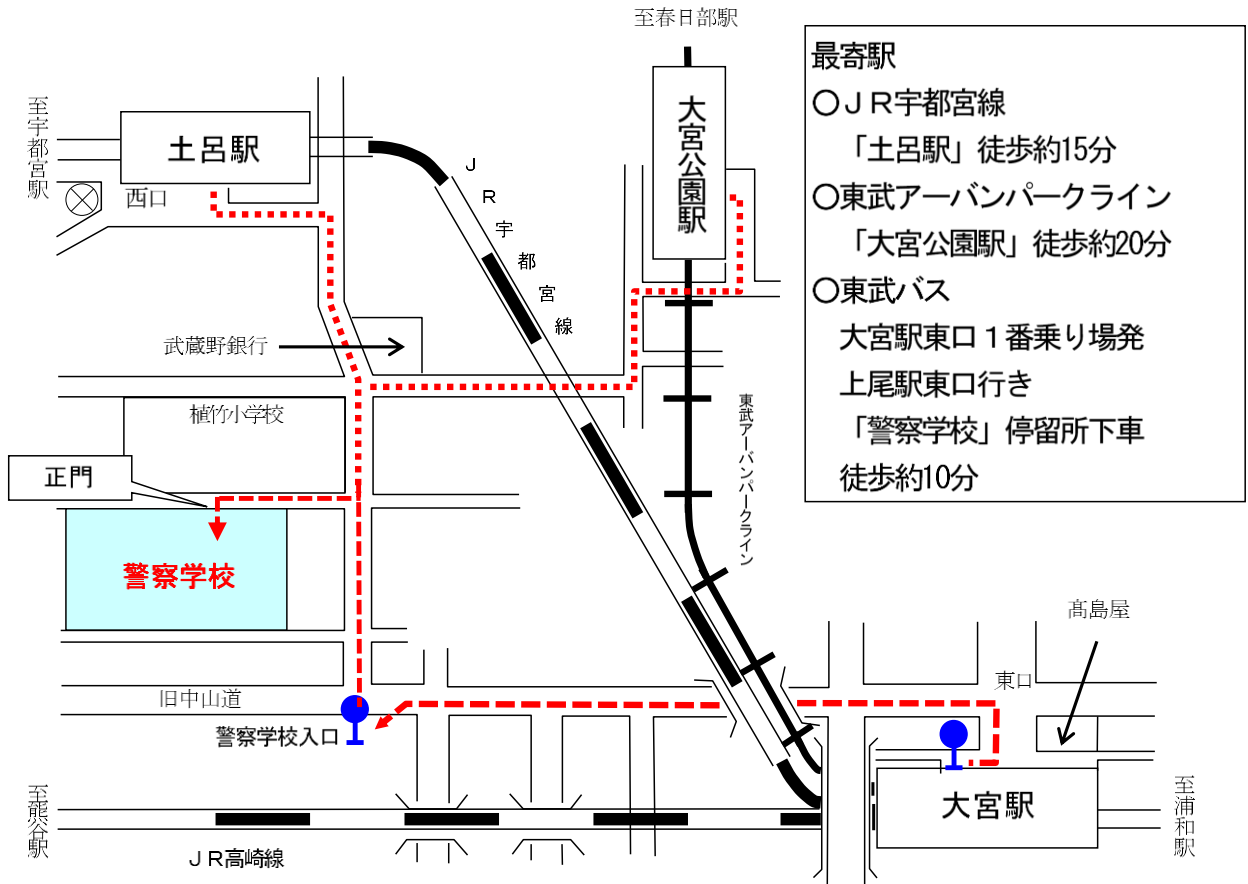 至春日部駅
最寄駅
○ＪＲ宇都宮線
「土呂駅」徒歩約15分
○東武アーバンパークライン
「大宮公園駅」徒歩約20分
○東武バス
大宮駅東口１番乗り場発
上尾駅東口行き
「警察学校」停留所下車
徒歩約10分
至宇都宮駅
土呂駅
西口
ＪＲ宇都宮線
大宮公園駅
武蔵野銀行
植竹小学校
正門
警察学校
東武アーバンパークライン
旧中山道
警察学校入口
髙島屋
東口
大宮駅
至浦和駅
至熊谷駅
ＪＲ高崎線